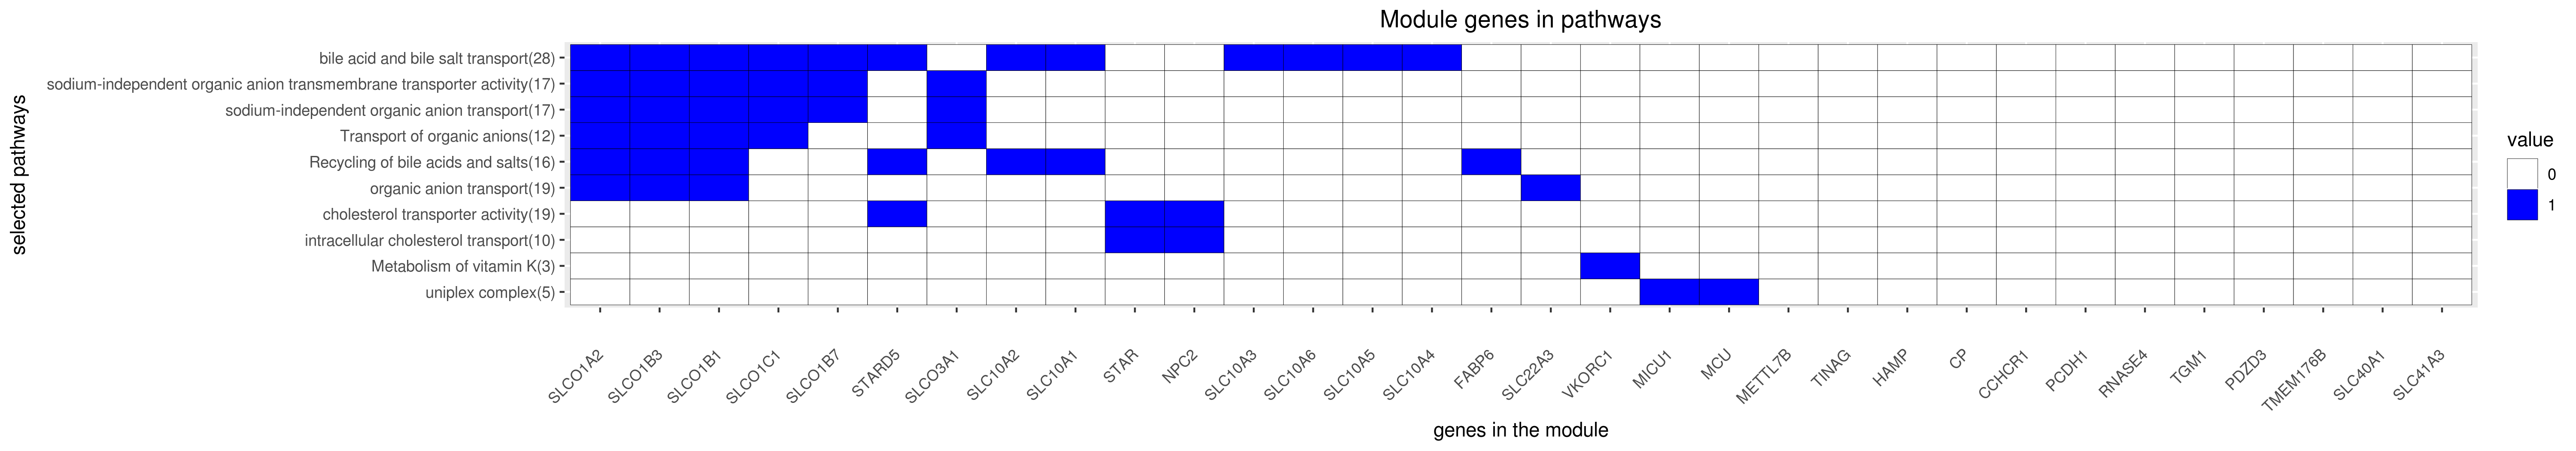 Module genes in pathways
selected pathways
bile acid and bile salt transport(28)
sodium-independent organic anion transmembrane transporter activity(17)
sodium-independent organic anion transport(17)
Transport of organic anions(12)
Recycling of bile acids and salts(16)
organic anion transport(19)
cholesterol transporter activity(19)
intracellular cholesterol transport(10)
Metabolism of vitamin K(3)
uniplex complex(5)
SLCO1A2
SLCO1B3
SLCO1B1
SLCO1C1
SLCO1B7
STARD5
SLCO3A1
SLC10A2
SLC10A1
STAR
NPC2
SLC10A3
SLC10A6
SLC10A5
SLC10A4
FABP6
SLC22A3
VKORC1
MICU1
MCU
METTL7B
TINAG
HAMP
CP
CCHCR1
PCDH1
RNASE4
TGM1
PDZD3
TMEM176B
SLC40A1
SLC41A3
genes in the module
value
0
1